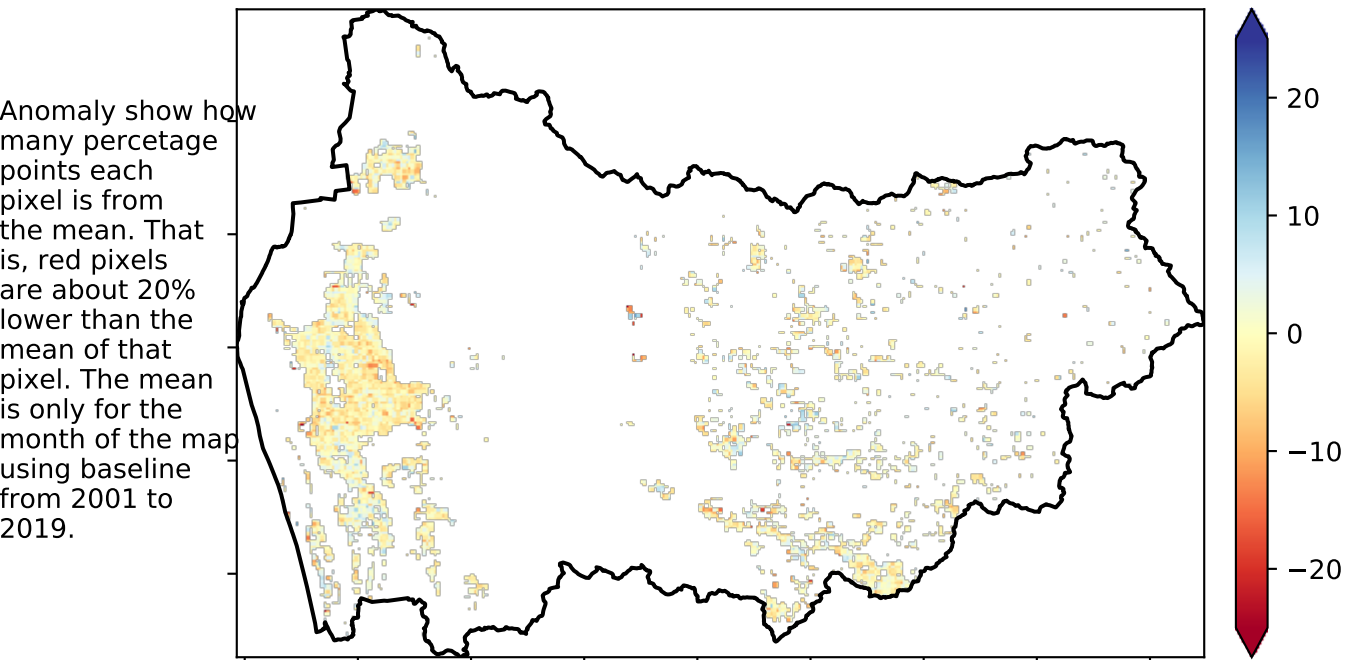 Anomaly show how
many percetage
points each
pixel is from
the mean. That
is, red pixels
are about 20%
lower than the
mean of that
pixel. The mean
is only for the
month of the map
using baseline
from 2001 to
2019.
20
10
0
−10
−20